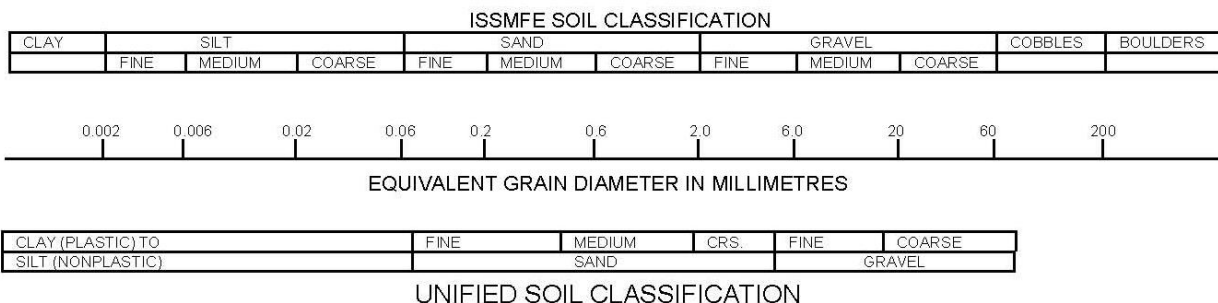 ISSMFE SOIL CLASSIFICATION
CLAY SILT SAND GRAVEL COBBLES BOULDERS
FINE MEDIUM COARSE FINE MEDIUM COARSE FINE MEDIUM COARSE
0.002 0.006 0.02 0.06 0.2 0.6 2.0 6.0 20 60 200
EQUIVALENT GRAIN DIAMETER IN MILLIMETRES
CLAY (PLASTIC) TO FINE MEDIUM CRS. FINE COARSE
SILT (NONPLASTIC) SAND GRAVEL
UNIFIED SOIL CLASSIFICATION